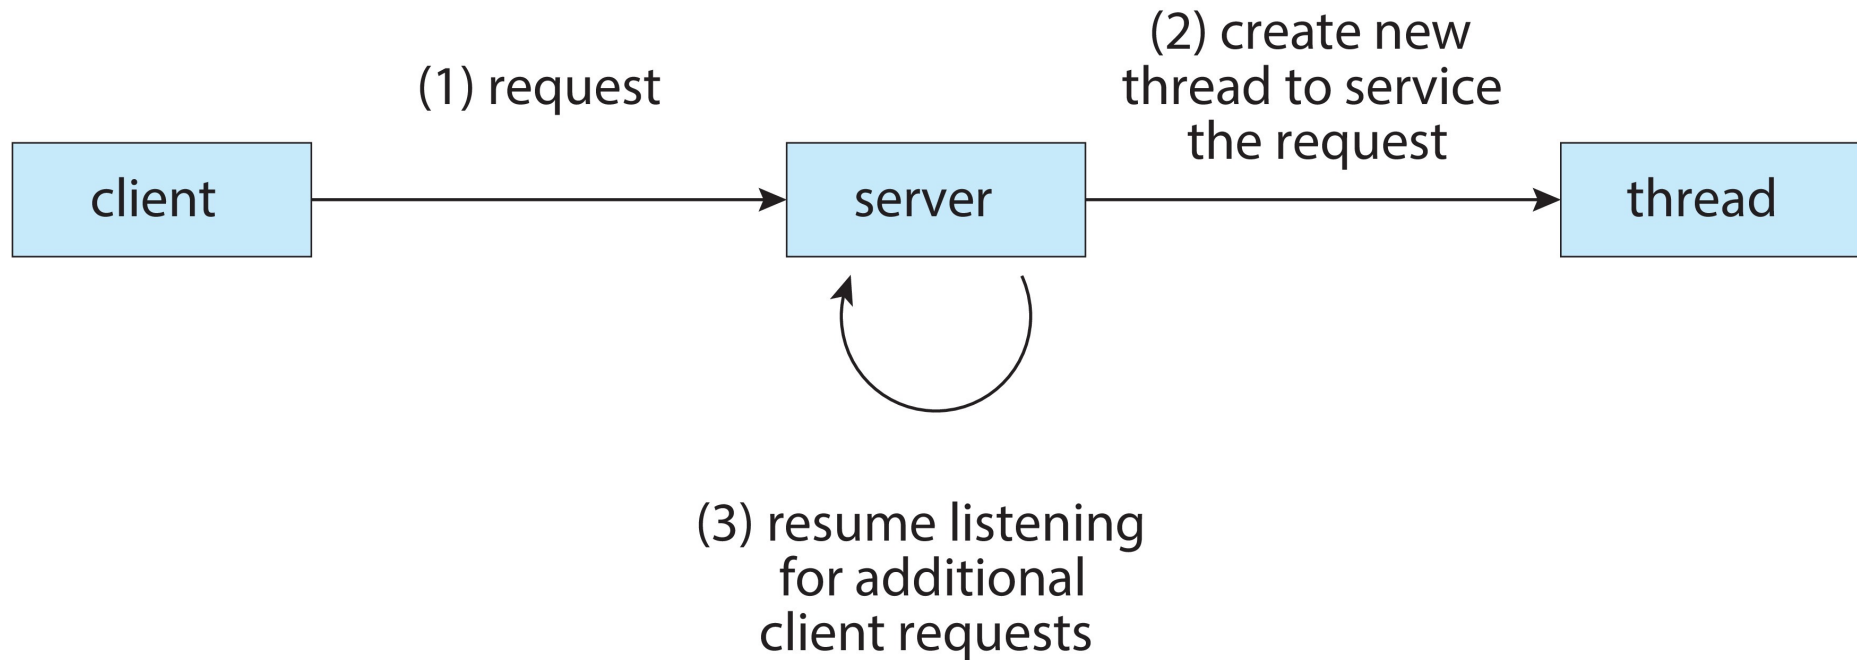 (1) request
(2) create new
thread to service
the request
client
server
thread
(3) resume listening
for additional
client requests